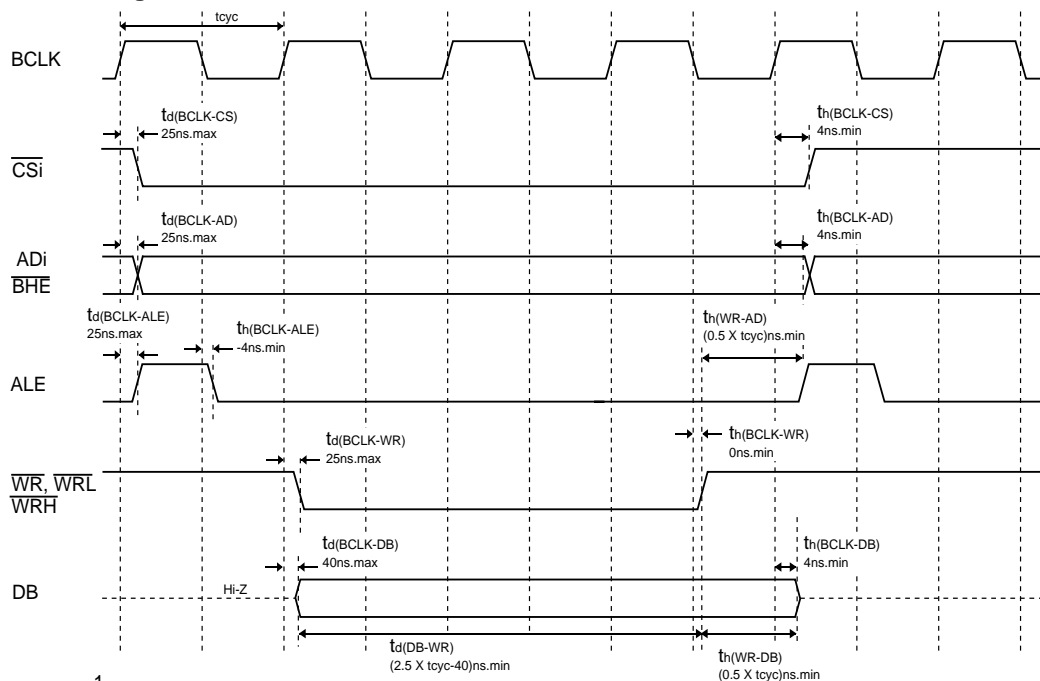 tcyc
BCLK
td(BCLK-CS)
25ns.max
th(BCLK-CS)
4ns.min
CSi
td(BCLK-AD)
25ns.max
th(BCLK-AD)
4ns.min
ADi
BHE
td(BCLK-ALE)
25ns.max
th(BCLK-ALE)
-4ns.min
th(WR-AD)
(0.5 X tcyc)ns.min
ALE
td(BCLK-WR)
25ns.max
th(BCLK-WR)
0ns.min
WR, WRL
WRH
td(BCLK-DB)
40ns.max
th(BCLK-DB)
4ns.min
DB
Hi-Z
td(DB-WR)
(2.5 X tcyc-40)ns.min
th(WR-DB)
(0.5 X tcyc)ns.min
1